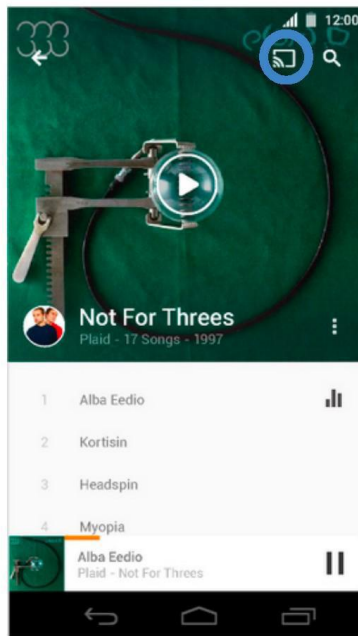 12:00
Not For Threes
Plaid - 17 Songs - 1997
1 Alba Eedio
2 Kortisin
3 Headspin
4 Myopia
Alba Eedio
Plaid - Not For Threes